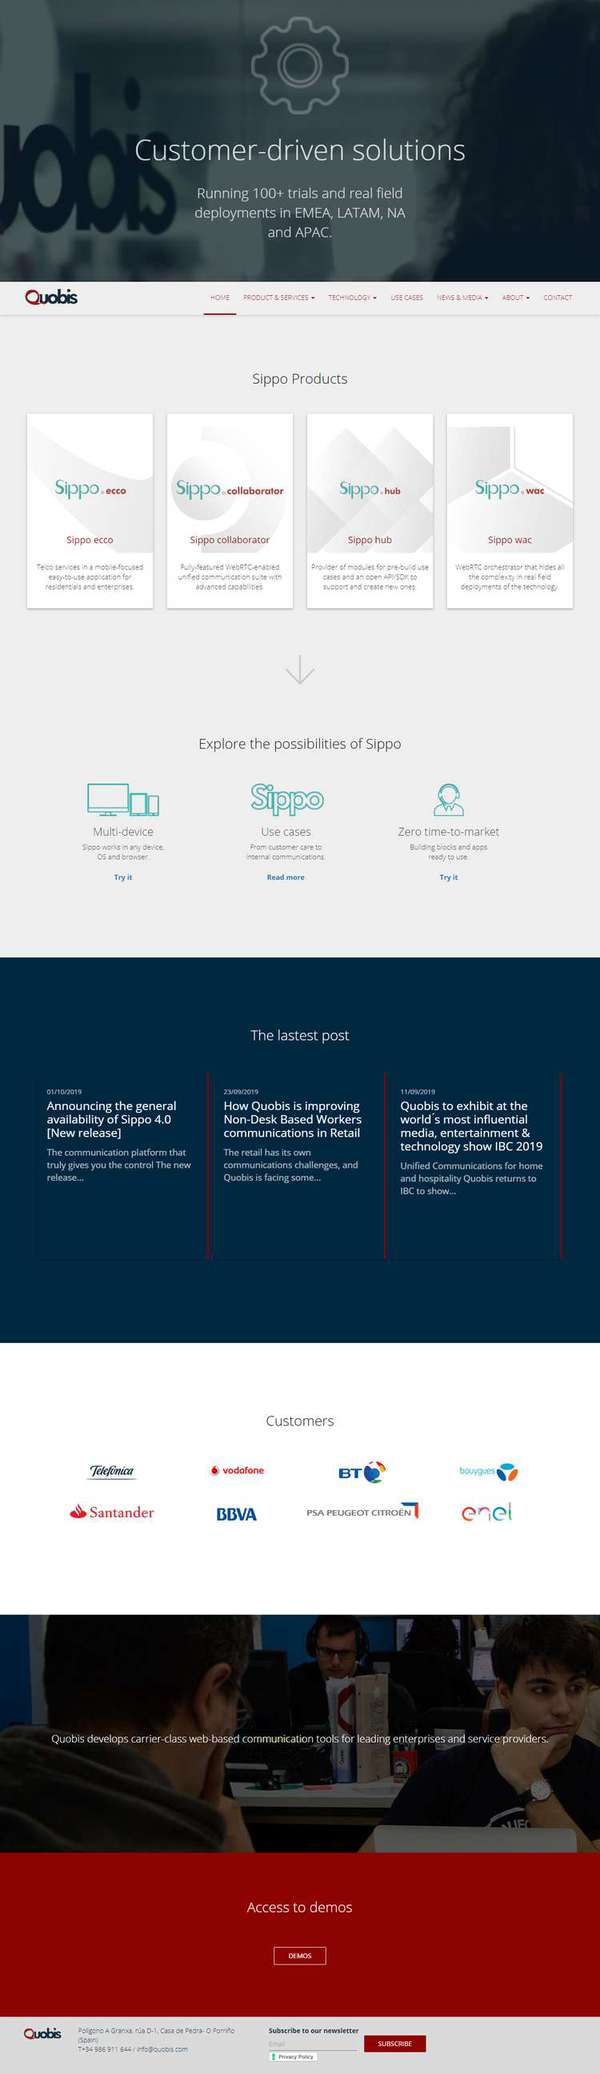 uobis
Customer-driven solutions
Running 100+ trials and real field
deployments in EMEA, LATAM, NA
and APAC.
Quobis
HOME PRODUCT & SERVICES TECHNOLOGY USE CASES NEWS & MEDIA ABOUT CONTACT
Sippo Products
Sippo ecco
Sippo collaborator
Sippo hub
Sippo wac
Sippo ecco
Sippo collaborator
Sippo hub
Sippo wac
Telco services in a mobile-focused
easy-to-use application for
residentials and enterprises.
Fully-featured WebRTC-enabled
unified communication suite with
advanced capabilities.
Provider of modules for pre-build use
cases and an open API/SDK to
support and create new ones.
WebRTC orchestrator that hides all
the complexity in real field
deployments of the technology.
Explore the possibilities of Sippo
Sippo
Multi-device
Sippo works in any device,
OS and browser.
Try it
Use cases
From customer care to
internal communications.
Read more
Zero time-to-market
Building blocks and apps
ready to use.
Try it
The lastest post
01/10/2019
Announcing the general
availability of Sippo 4.0
[New release]
The communication platform that
truly gives you the control The new
release...
23/09/2019
How Quobis is improving
Non-Desk Based Workers
communications in Retail
The retail has its own
communications challenges, and
Quobis is facing some...
11/09/2019
Quobis to exhibit at the
world´s most influential
media, entertainment &
technology show IBC 2019
Unified Communications for home
and hospitality Quobis returns to
IBC to show...
Customers
Telefónica
vodafone
BT
bouygues
Santander
BBVA
PSA PEUGEOT CITROËN
enel
Quobis develops carrier-class web-based communication tools for leading enterprises and service providers.
Access to demos
DEMOS
Quobis
Polígono A Granxa, rúa D-1, Casa de Pedra- O Porriño
(Spain)
T+34 986 911 644 / info@quobis.com
Subscribe to our newsletter
Email
SUBSCRIBE
Privacy Policy